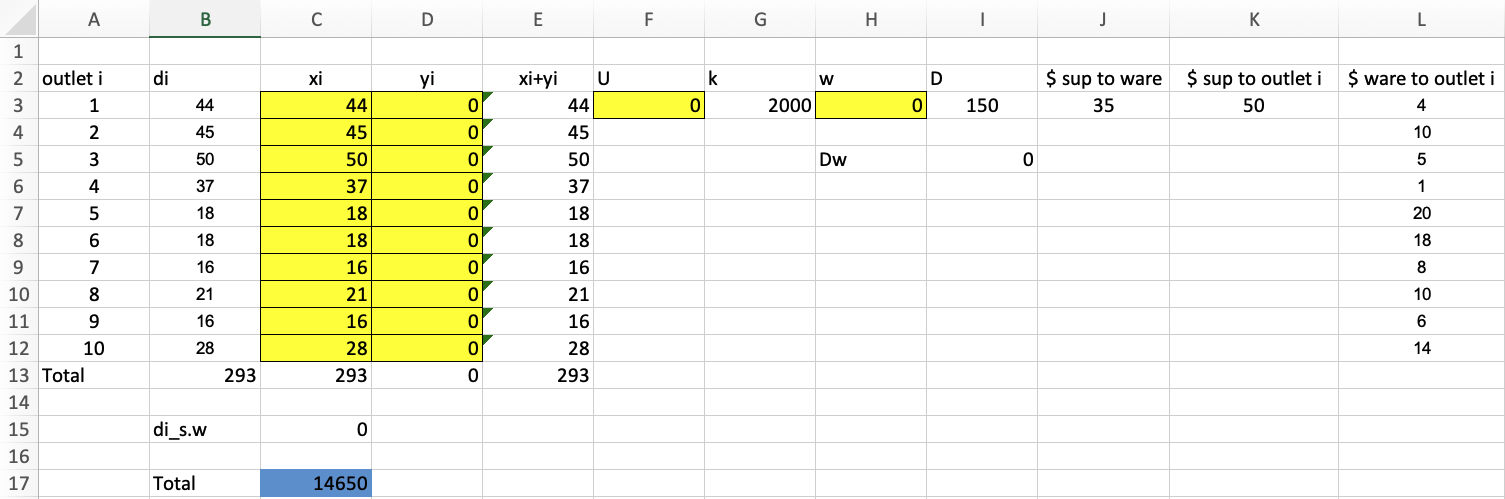 A B C D E F G H I J K L
1
2 outlet i di xi yi xi+yi U k w D $ sup to ware $ sup to outlet i $ ware to outlet i
3 1 44 44 0 44 0 2000 0 150 35 50 4
4 2 45 45 0 45 10
5 3 50 50 0 50 Dw 0 5
6 4 37 37 0 37 1
7 5 18 18 0 18 20
8 6 18 18 0 18 18
9 7 16 16 0 16 8
10 8 21 21 0 21 10
11 9 16 16 0 16 6
12 10 28 28 0 28 14
13 Total 293 293 0 293
14
15 di_s.w 0
16
17 Total 14650